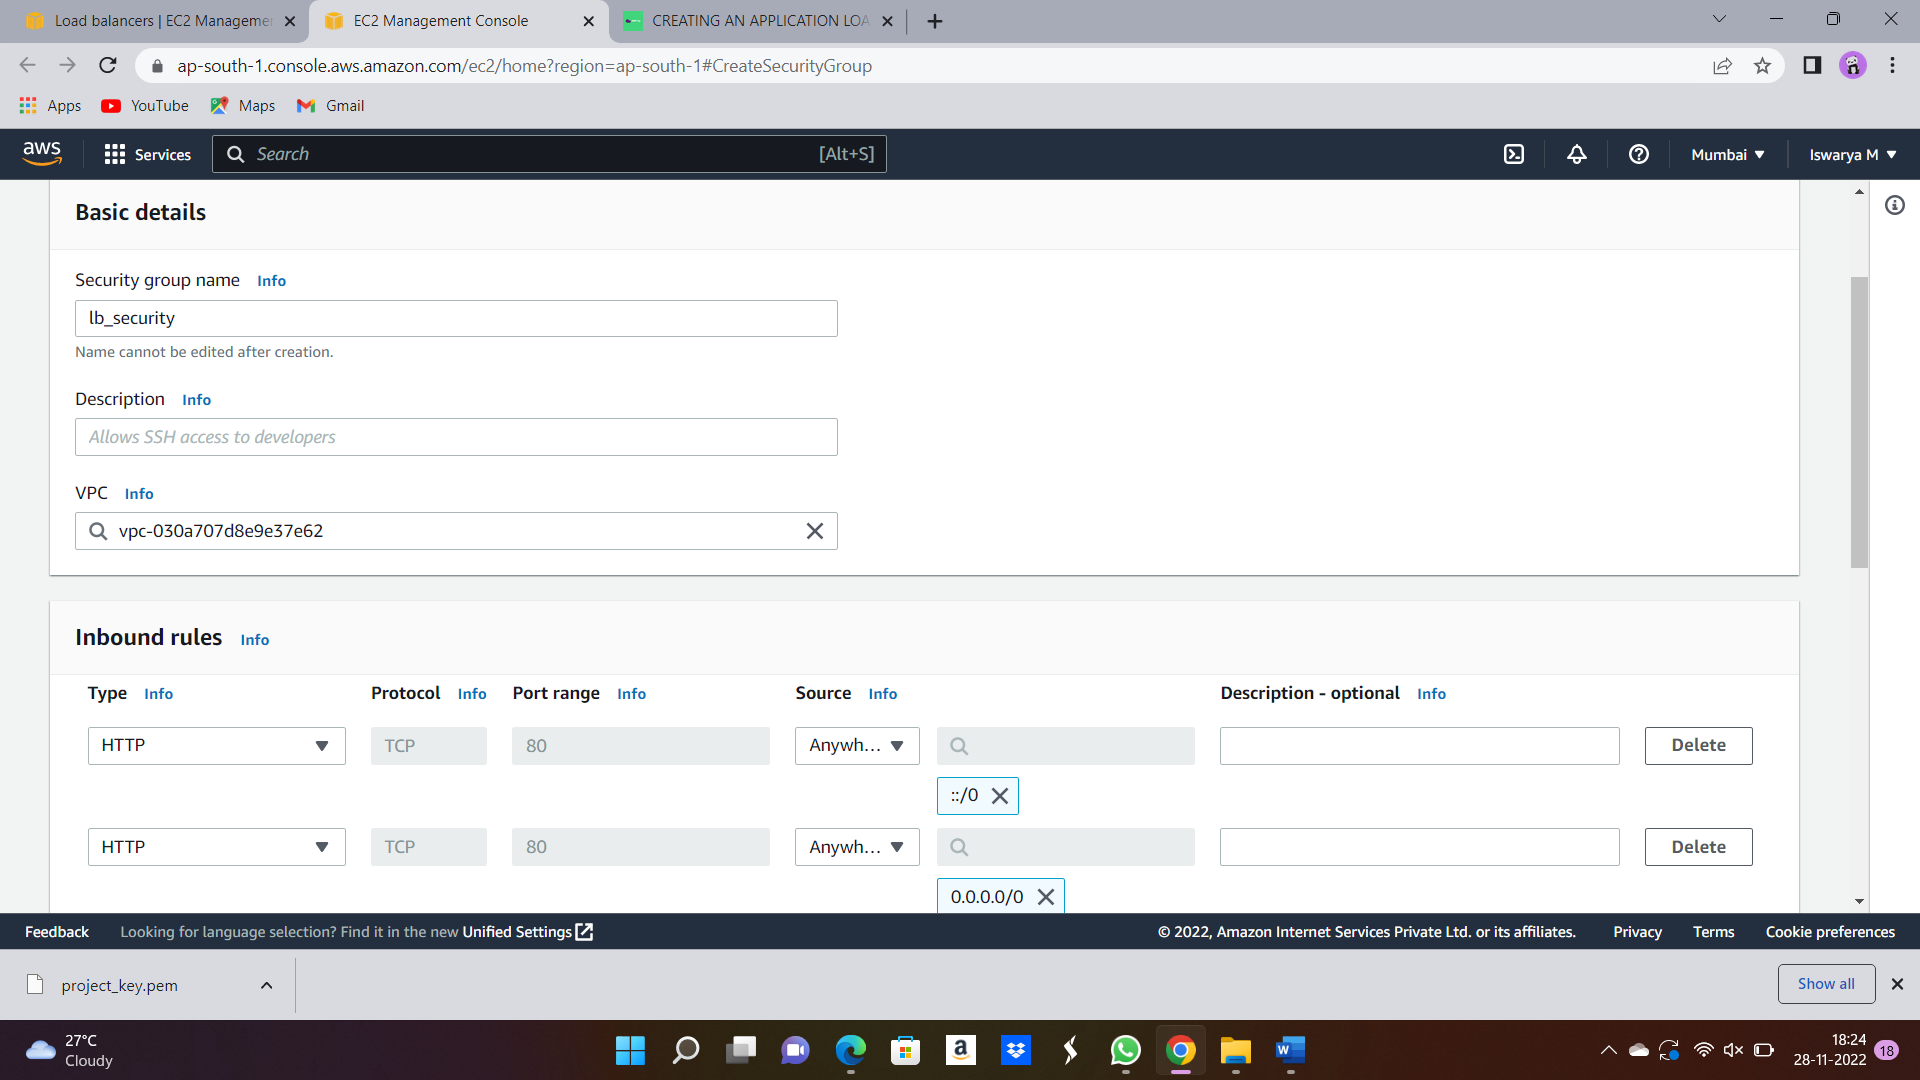 Load balancers | EC2 Manageme
EC2 Management Console
CREATING AN APPLICATION LOA
ap-south-1.console.aws.amazon.com/ec2/home?region=ap-south-1#CreateSecurityGroup
Apps YouTube Maps Gmail
aws Services Search [Alt+S] Mumbai Iswarya M
Basic details
Security group name Info
lb_security
Name cannot be edited after creation.
Description Info
Allows SSH access to developers
VPC Info
vpc-030a707d8e9e37e62
Inbound rules Info
Type Info Protocol Info Port range Info Source Info Description - optional Info
HTTP TCP 80 Anywh... Delete
::/0
HTTP TCP 80 Anywh... Delete
0.0.0.0/0
Feedback Looking for language selection? Find it in the new Unified Settings © 2022, Amazon Internet Services Private Ltd. or its affiliates. Privacy Terms Cookie preferences
project_key.pem Show all
27°C
Cloudy
18:24
28-11-2022
18